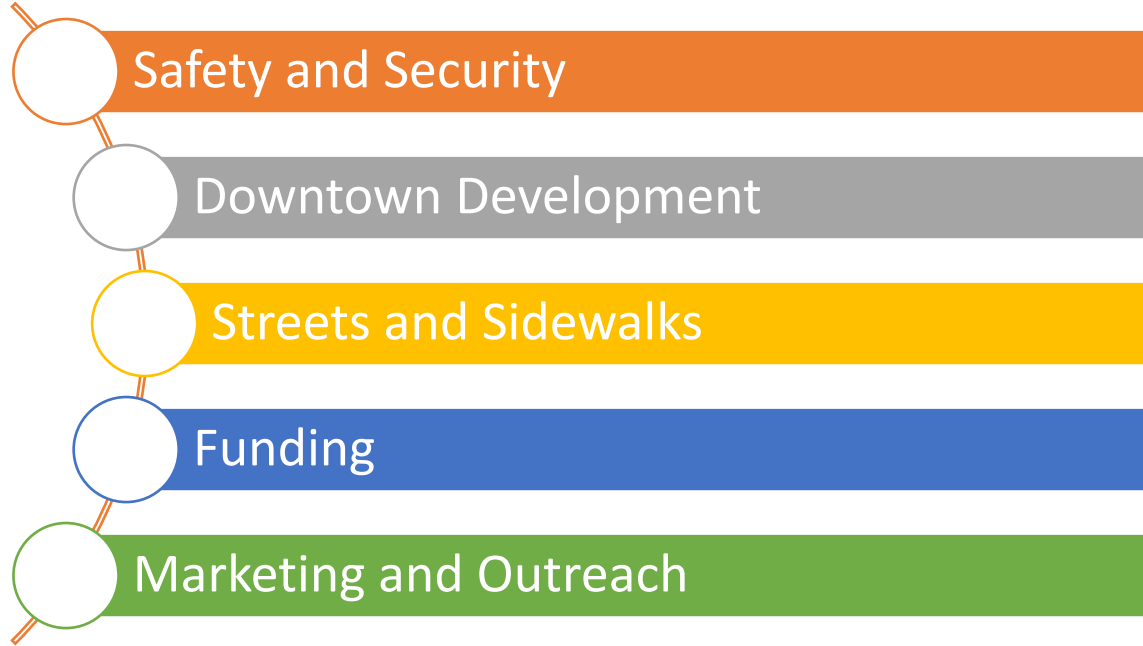 Safety and Security
Downtown Development
Streets and Sidewalks
Funding
Marketing and Outreach